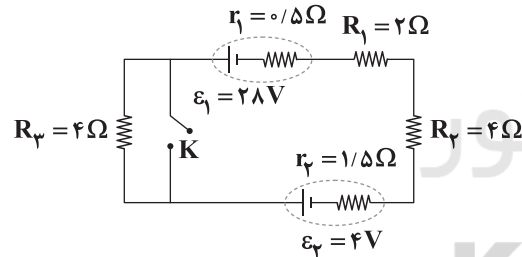 r₁ = ۰/۵Ω
R₁ = ۲Ω
ε₁ = ۲۸V
R₃ = ۴Ω
K
R₂ = ۴Ω
r₂ = ۱/۵Ω
ε₂ = ۴V